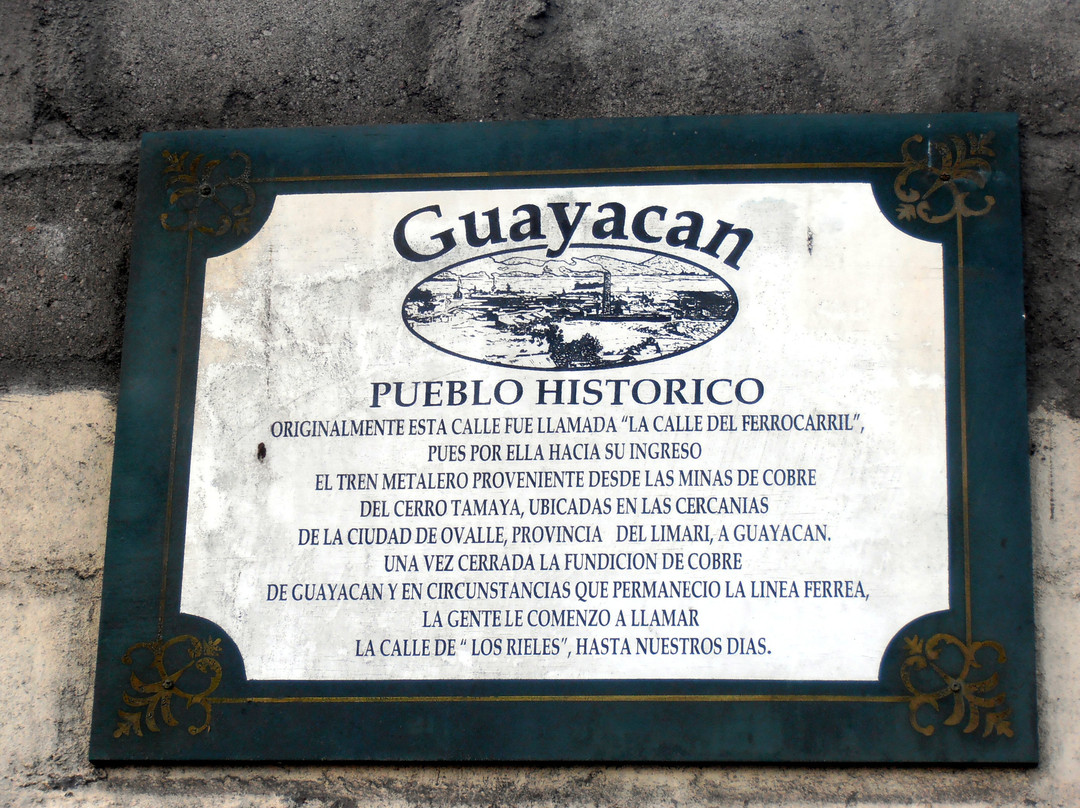 Guayacan
PUEBLO HISTORICO
ORIGINALMENTE ESTA CALLE FUE LLAMADA “LA CALLE DEL FERROCARRIL”,
PUES POR ELLA HACIA SU INGRESO
EL TREN METALERO PROVENIENTE DESDE LAS MINAS DE COBRE
DEL CERRO TAMAYA, UBICADAS EN LAS CERCANIAS
DE LA CIUDAD DE OVALLE, PROVINCIA DEL LIMARI, A GUAYACAN.
UNA VEZ CERRADA LA FUNDICION DE COBRE
DE GUAYACAN Y EN CIRCUNSTANCIAS QUE PERMANECIO LA LINEA FERREA,
LA GENTE LE COMENZO A LLAMAR
LA CALLE DE “ LOS RIELES”, HASTA NUESTROS DIAS.